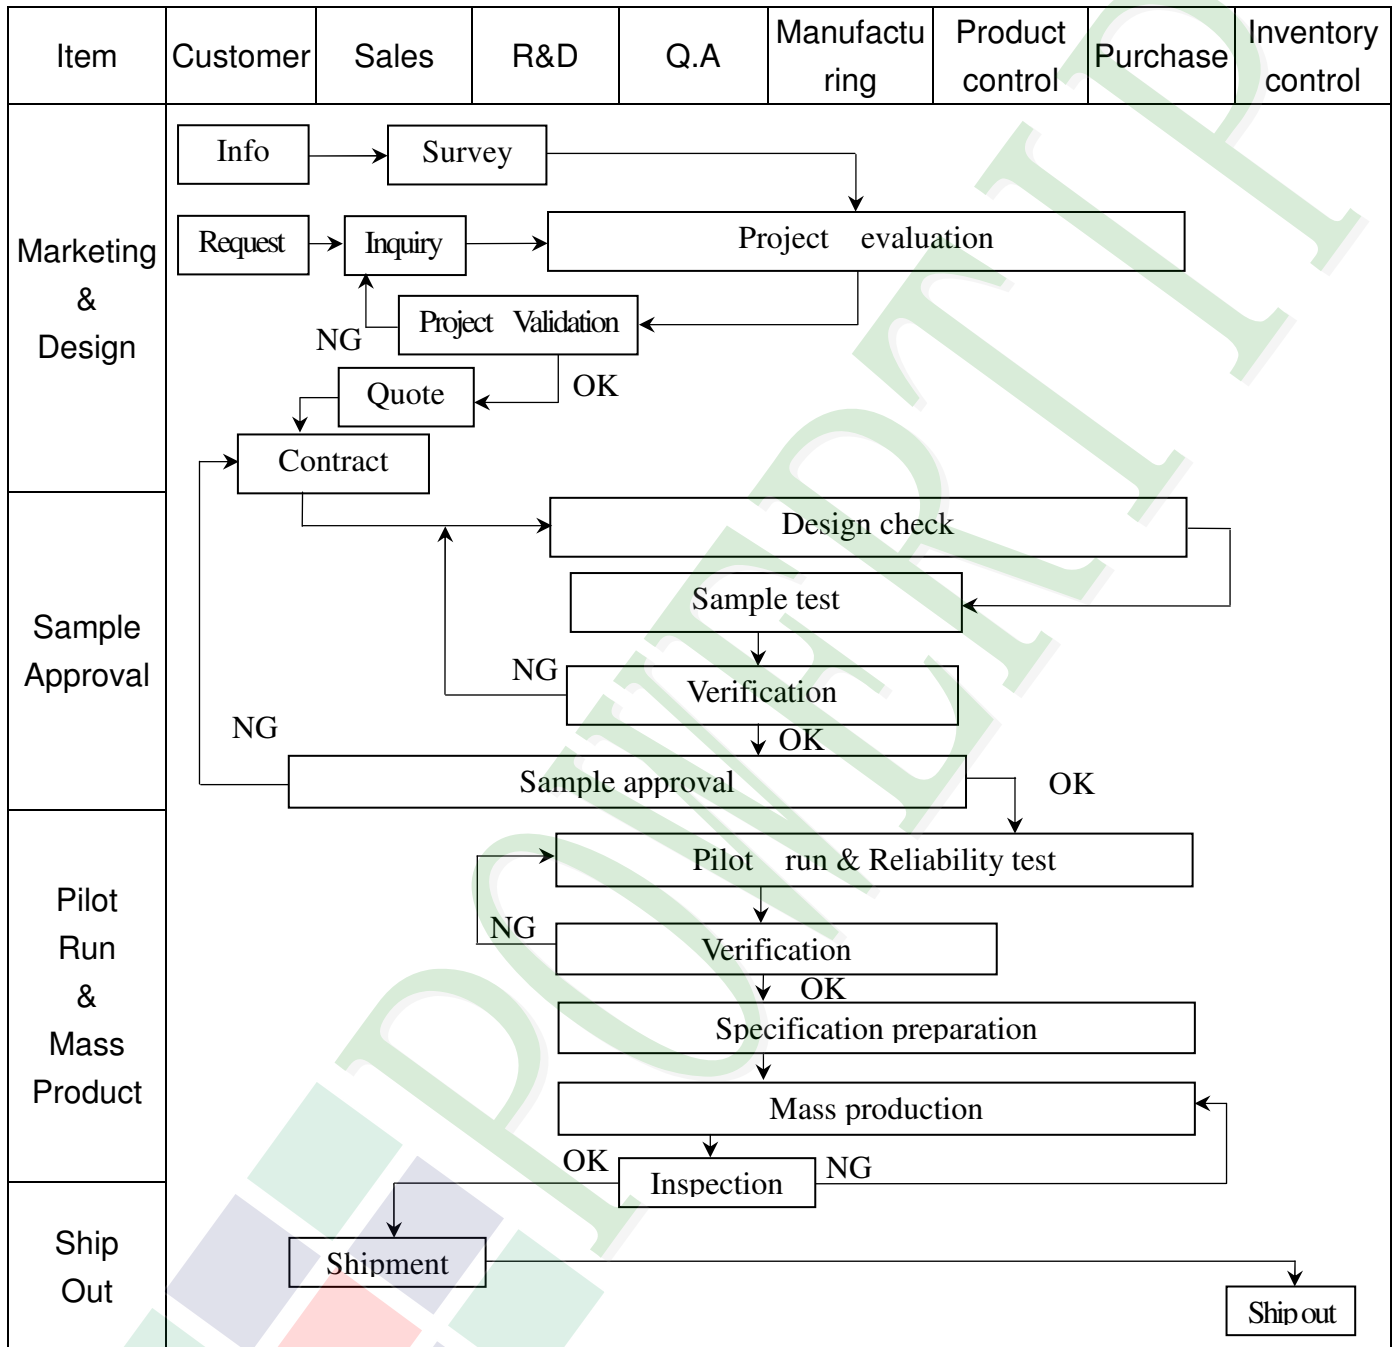 Item
Customer
Sales
R&D
Q.A
Manufactu
ring
Product
control
Purchase
Inventory
control
Marketing
&
Design
Info
Survey
Request
Inquiry
Project evaluation
NG
Project Validation
Quote
OK
Contract
Sample
Approval
Design check
Sample test
NG
Verification
NG
OK
Sample approval
OK
Pilot
Run
&
Mass
Product
Pilot run & Reliability test
NG
Verification
OK
Specification preparation
Mass production
OK
Inspection
NG
Ship
Out
Shipment
Ship out
POWERTIP